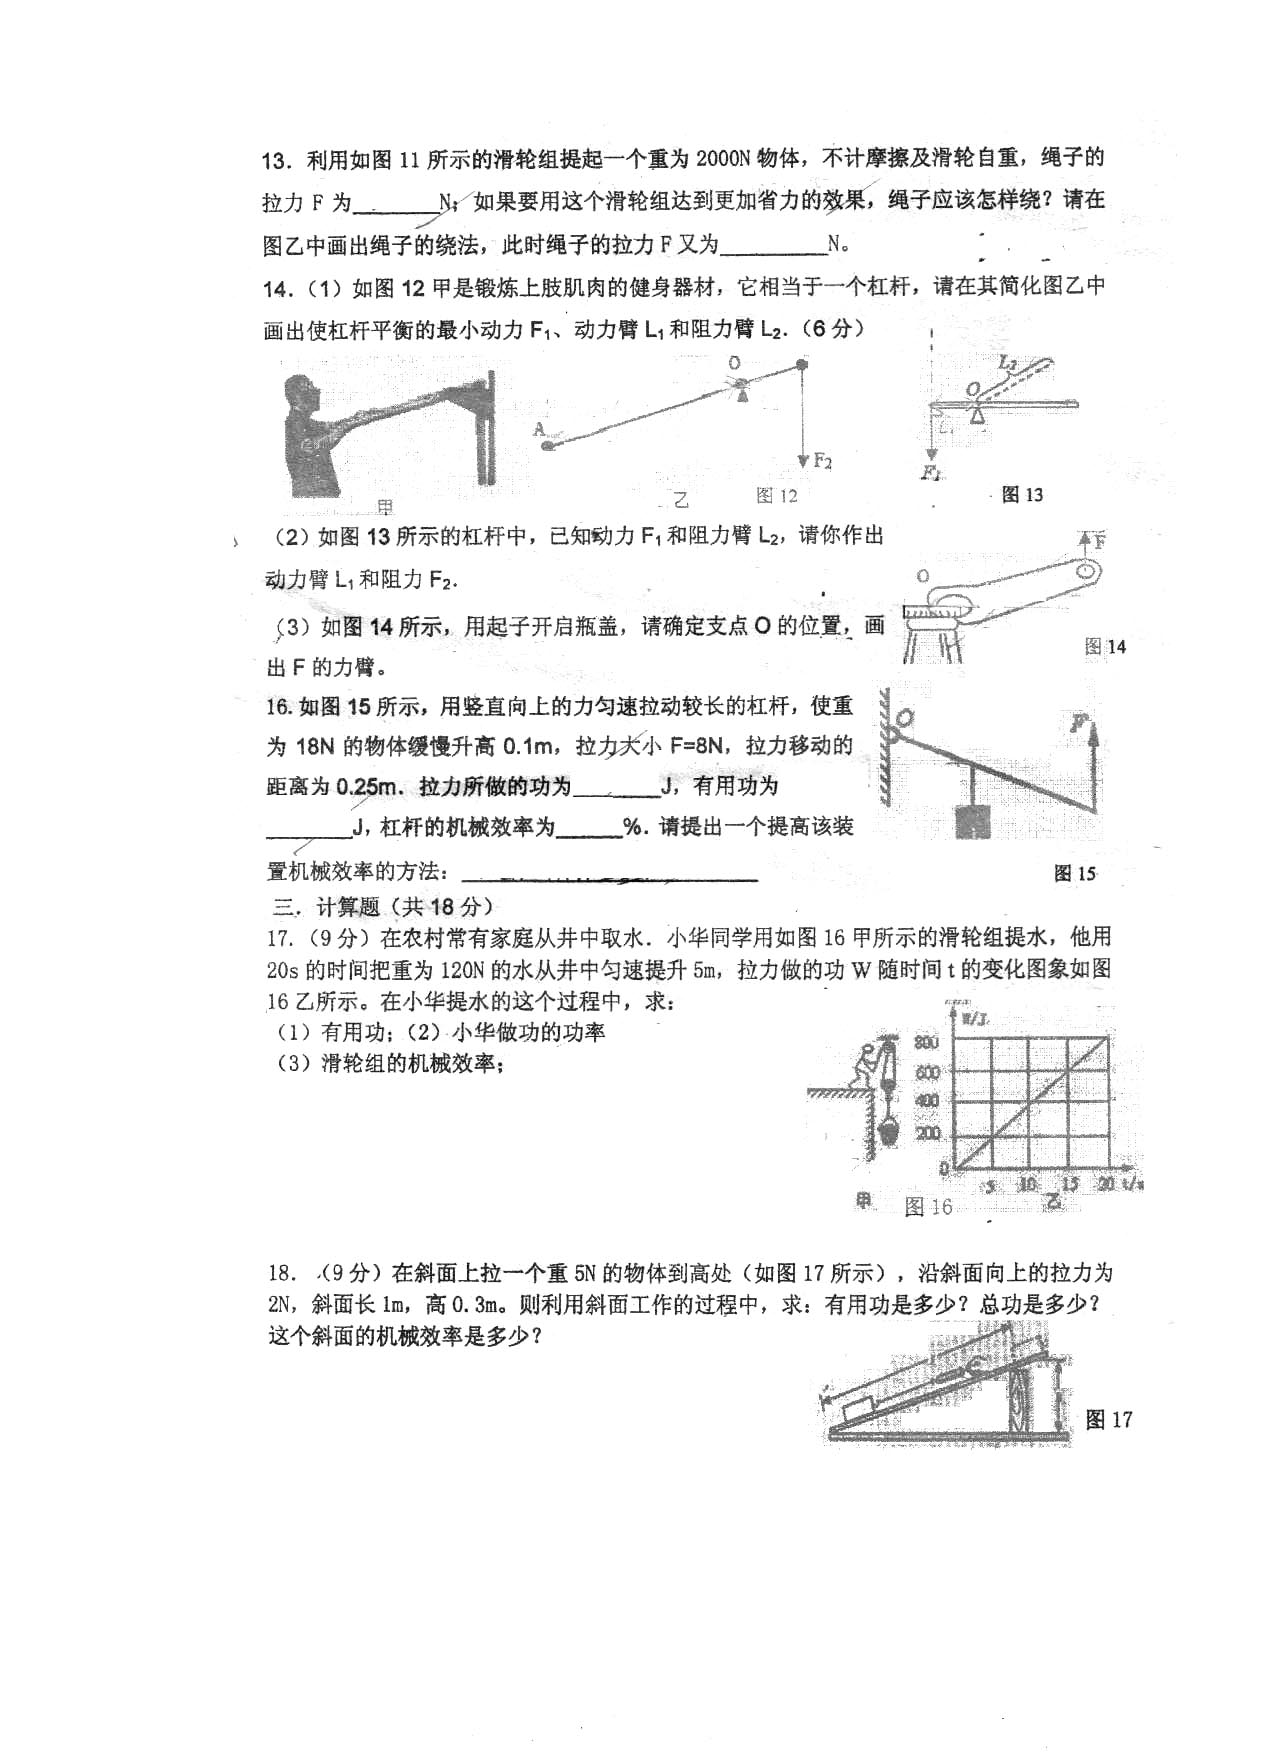 13. 利用如图 11 所示的滑轮组提起一个重为 2000N 物体，不计摩擦及滑轮自重，绳子的
拉力 F 为________N；如果要用这个滑轮组达到更加省力的效果，绳子应该怎样绕？请在
图乙中画出绳子的绕法，此时绳子的拉力 F 又为__________N。
14.（1）如图 12 甲是锻炼上肢肌肉的健身器材，它相当于一个杠杆，请在其简化图乙中
画出使杠杆平衡的最小动力 F₁、动力臂 L₁ 和阻力臂 L₂.（6 分）
O
A
F₂
甲
乙
图 12
L₂
O
L₁
F₁
图 13
（2）如图 13 所示的杠杆中，已知动力 F₁ 和阻力臂 L₂，请你作出
动力臂 L₁ 和阻力 F₂.
F
O
（3）如图 14 所示，用起子开启瓶盖，请确定支点 O 的位置，画
出 F 的力臂。
图 14
16. 如图 15 所示，用竖直向上的力匀速拉动较长的杠杆，使重
为 18N 的物体缓慢升高 0.1m，拉力大小 F=8N，拉力移动的
距离为 0.25m．拉力所做的功为________J，有用功为
________J，杠杆的机械效率为______%．请提出一个提高该装
置机械效率的方法：___________________________
O
F
图 15
三．计算题（共 18 分）
17.（9 分）在农村常有家庭从井中取水．小华同学用如图 16 甲所示的滑轮组提水，他用
20s 的时间把重为 120N 的水从井中匀速提升 5m，拉力做的功 W 随时间 t 的变化图象如图
16 乙所示。在小华提水的这个过程中，求：
（1）有用功；（2）小华做功的功率
（3）滑轮组的机械效率；
W/J
800
600
400
200
0
5 10 15 20 t/s
甲
图 16
乙
18. （9 分）在斜面上拉一个重 5N 的物体到高处（如图 17 所示），沿斜面向上的拉力为
2N，斜面长 1m，高 0.3m。则利用斜面工作的过程中，求：有用功是多少？总功是多少？
这个斜面的机械效率是多少？
图 17